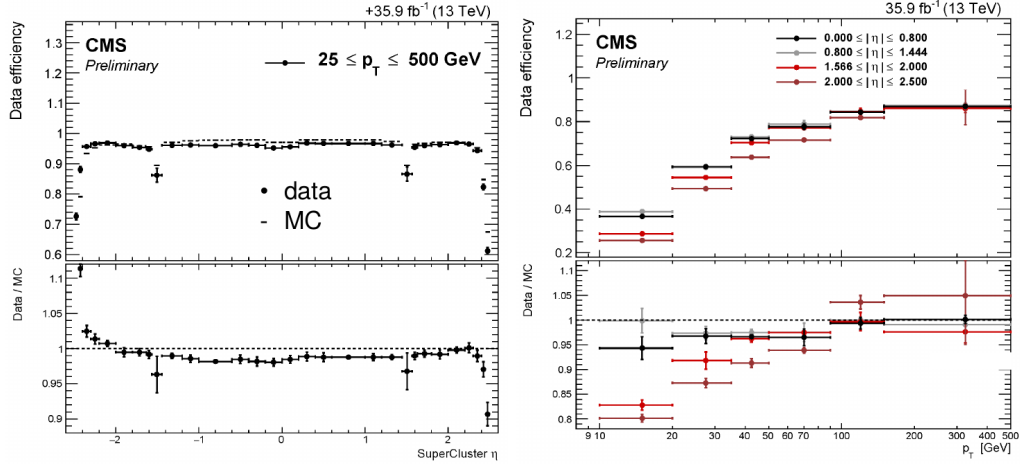 +35.9 fb⁻¹ (13 TeV)
CMS
Preliminary
25 ≤ p_T ≤ 500 GeV
Data efficiency
1.3
1.2
1.1
1
0.9
0.8
0.7
0.6
data
MC
Data / MC
1.1
1.05
1
0.95
0.9
−2 −1 0 1 2
SuperCluster η
35.9 fb⁻¹ (13 TeV)
CMS
Preliminary
0.000 ≤ |η| ≤ 0.800
0.800 ≤ |η| ≤ 1.444
1.566 ≤ |η| ≤ 2.000
2.000 ≤ |η| ≤ 2.500
Data efficiency
1.2
1
0.8
0.6
0.4
0.2
Data / MC
1.1
1.05
1
0.95
0.9
0.85
0.8
8 9 10 20 30 40 50 60 70 100 200 300 400 500
p_T [GeV]